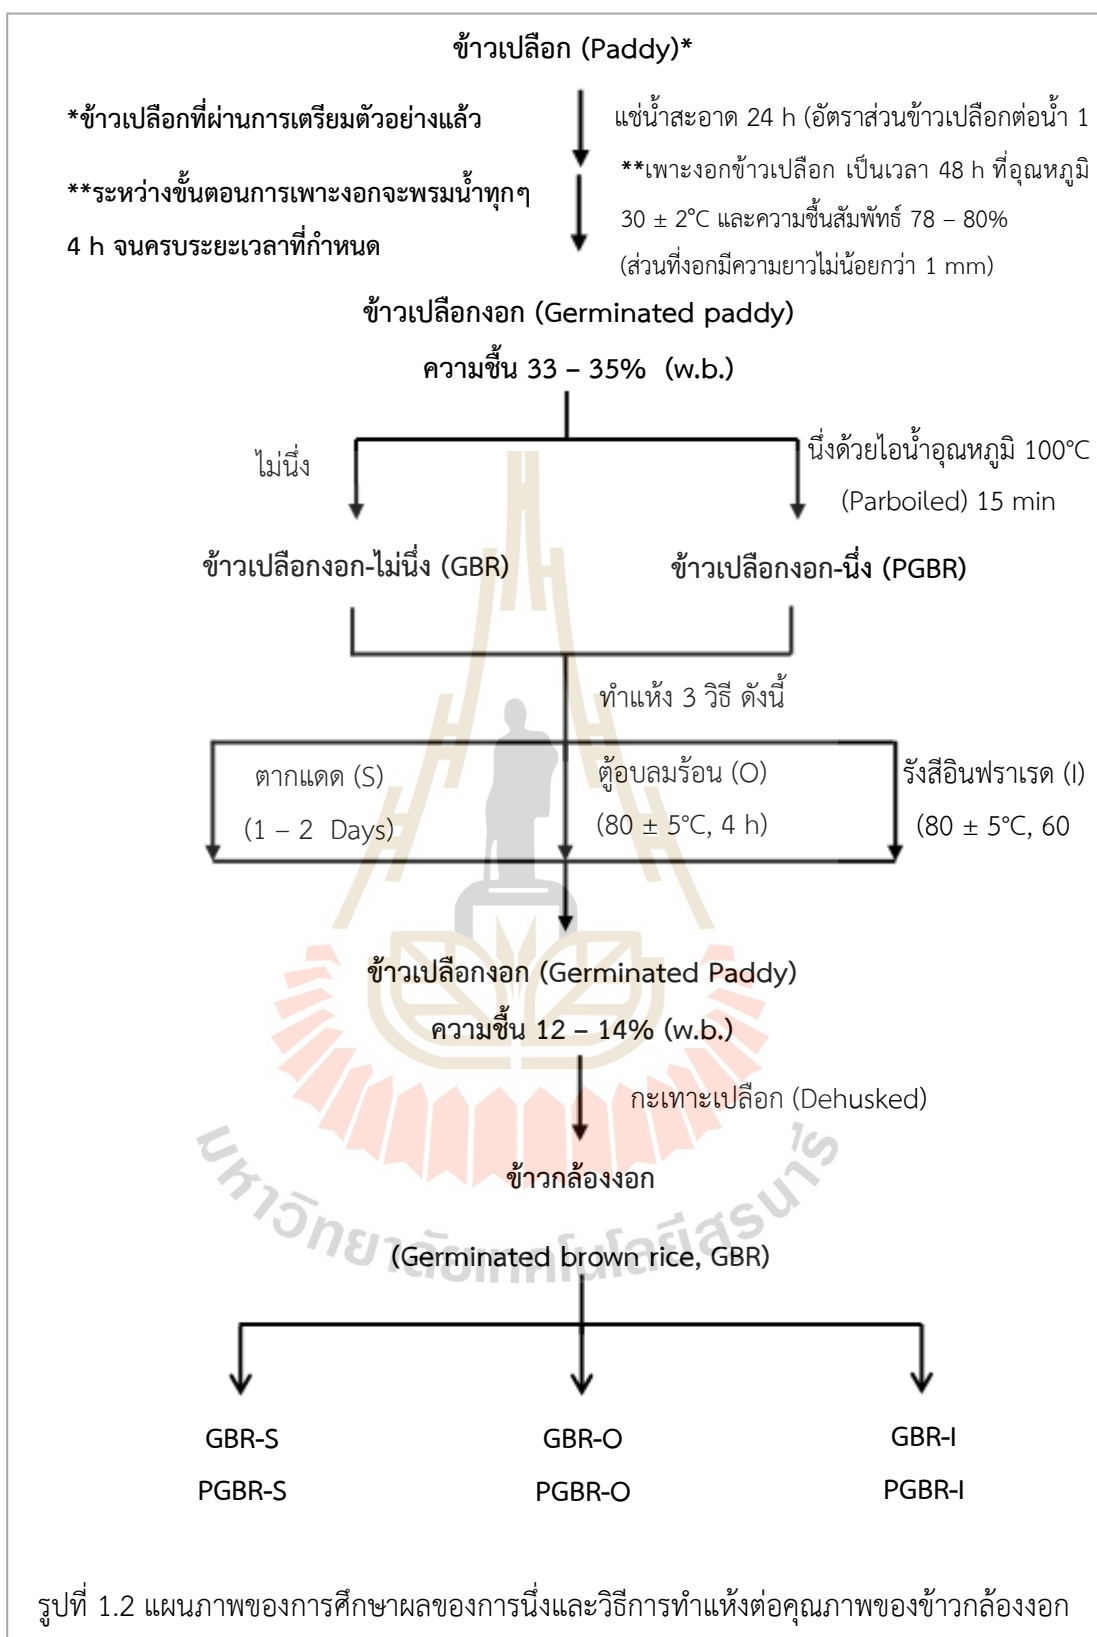 ข้าวเปลือก (Paddy)*
*ข้าวเปลือกที่ผ่านการเตรียมตัวอย่างแล้ว
แช่น้ำสะอาด 24 h (อัตราส่วนข้าวเปลือกต่อน้ำ 1
**ระหว่างขั้นตอนการเพาะงอกจะพรมน้ำทุกๆ
4 h จนครบระยะเวลาที่กำหนด
**เพาะงอกข้าวเปลือก เป็นเวลา 48 h ที่อุณหภูมิ
30 ± 2°C และความชื้นสัมพัทธ์ 78 – 80%
(ส่วนที่งอกมีความยาวไม่น้อยกว่า 1 mm)
ข้าวเปลือกงอก (Germinated paddy)
ความชื้น 33 – 35% (w.b.)
ไม่นึ่ง
นึ่งด้วยไอน้ำอุณหภูมิ 100°C
(Parboiled) 15 min
ข้าวเปลือกงอก-ไม่นึ่ง (GBR)
ข้าวเปลือกงอก-นึ่ง (PGBR)
ทำแห้ง 3 วิธี ดังนี้
ตากแดด (S)
(1 – 2 Days)
ตู้อบลมร้อน (O)
(80 ± 5°C, 4 h)
รังสีอินฟราเรด (I)
(80 ± 5°C, 60
ข้าวเปลือกงอก (Germinated Paddy)
ความชื้น 12 – 14% (w.b.)
กะเทาะเปลือก (Dehusked)
ข้าวกล้องงอก
(Germinated brown rice, GBR)
มหาวิทยาลัยเทคโนโลยีสุรนารี
GBR-S
PGBR-S
GBR-O
PGBR-O
GBR-I
PGBR-I
รูปที่ 1.2 แผนภาพของการศึกษาผลของการนึ่งและวิธีการทำแห้งต่อคุณภาพของข้าวกล้องงอก